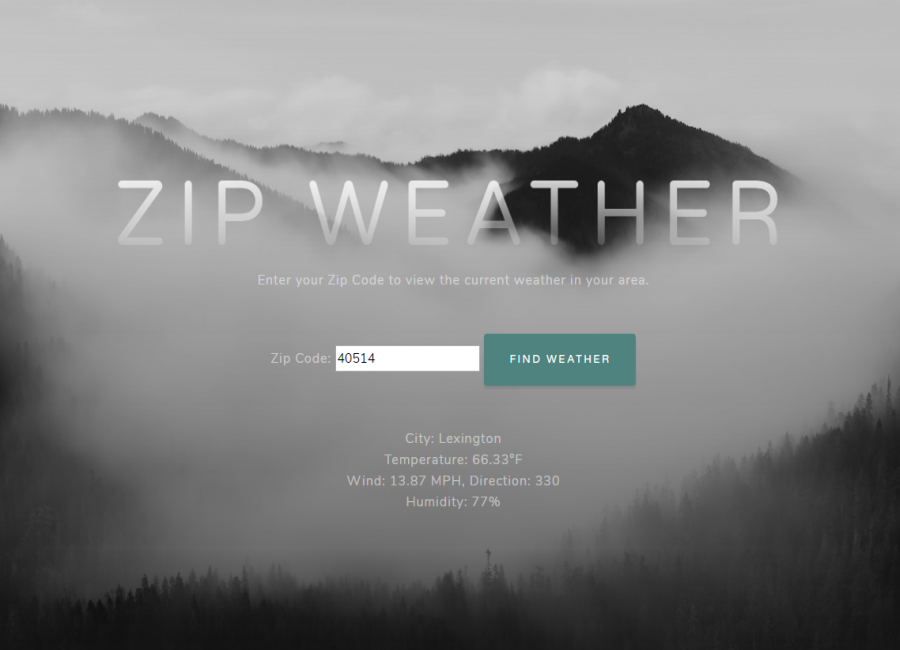 ZIP WEATHER
Enter your Zip Code to view the current weather in your area.
Zip Code: 40514 FIND WEATHER
City: Lexington
Temperature: 66.33°F
Wind: 13.87 MPH, Direction: 330
Humidity: 77%